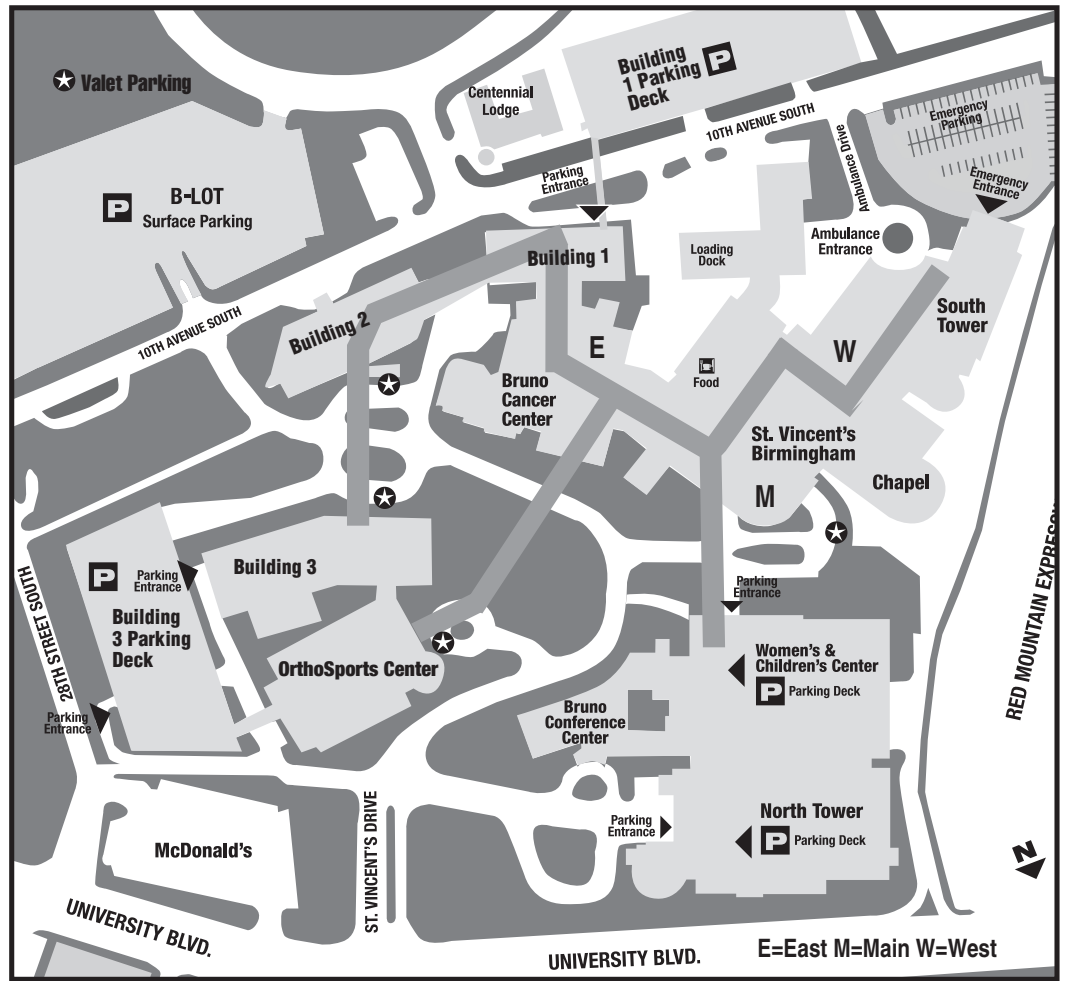 Valet Parking
Centennial
Lodge
Building
1 Parking
Deck
P
10TH AVENUE SOUTH
Emergency
Parking
Ambulance Drive
Emergency
Entrance
P
B-LOT
Surface Parking
Parking
Entrance
Ambulance
Entrance
Loading
Dock
Building 1
10TH AVENUE SOUTH
Building 2
South
Tower
E
W
Food
Bruno
Cancer
Center
St. Vincent's
Birmingham
Chapel
M
28TH STREET SOUTH
P
Parking
Entrance
Building 3
Building
3 Parking
Deck
Parking
Entrance
OrthoSports Center
Parking
Entrance
Women's &
Children's Center
P
Parking Deck
RED MOUNTAIN EXPRESS
Bruno
Conference
Center
North Tower
P
Parking Deck
Parking
Entrance
McDonald's
ST. VINCENT'S DRIVE
N
UNIVERSITY BLVD.
UNIVERSITY BLVD.
E=East M=Main W=West